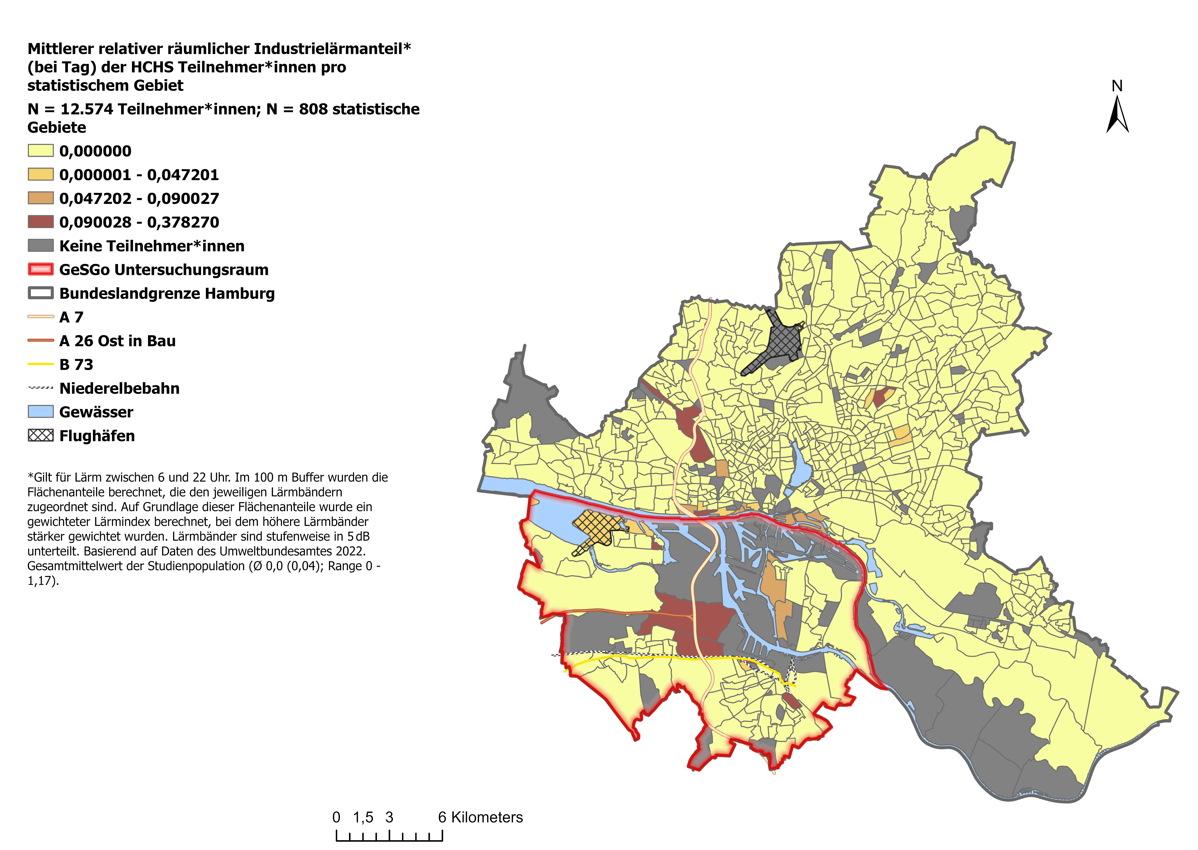 Mittlerer relativer räumlicher Industrielärmanteil*
(bei Tag) der HCHS Teilnehmer*innen pro
statistischem Gebiet
N = 12.574 Teilnehmer*innen; N = 808 statistische
Gebiete
0,000000
0,000001 - 0,047201
0,047202 - 0,090027
0,090028 - 0,378270
Keine Teilnehmer*innen
GeSGo Untersuchungsraum
Bundeslandgrenze Hamburg
A 7
A 26 Ost in Bau
B 73
Niederelbebahn
Gewässer
Flughäfen
*Gilt für Lärm zwischen 6 und 22 Uhr. Im 100 m Buffer wurden die
Flächenanteile berechnet, die den jeweiligen Lärmbändern
zugeordnet sind. Auf Grundlage dieser Flächenanteile wurde ein
gewichteter Lärmindex berechnet, bei dem höhere Lärmbänder
stärker gewichtet wurden. Lärmbänder sind stufenweise in 5 dB
unterteilt. Basierend auf Daten des Umweltbundesamtes 2022.
Gesamtmittelwert der Studienpopulation (Ø 0,0 (0,04); Range 0 -
1,17).
N
0 1,5 3 6 Kilometers